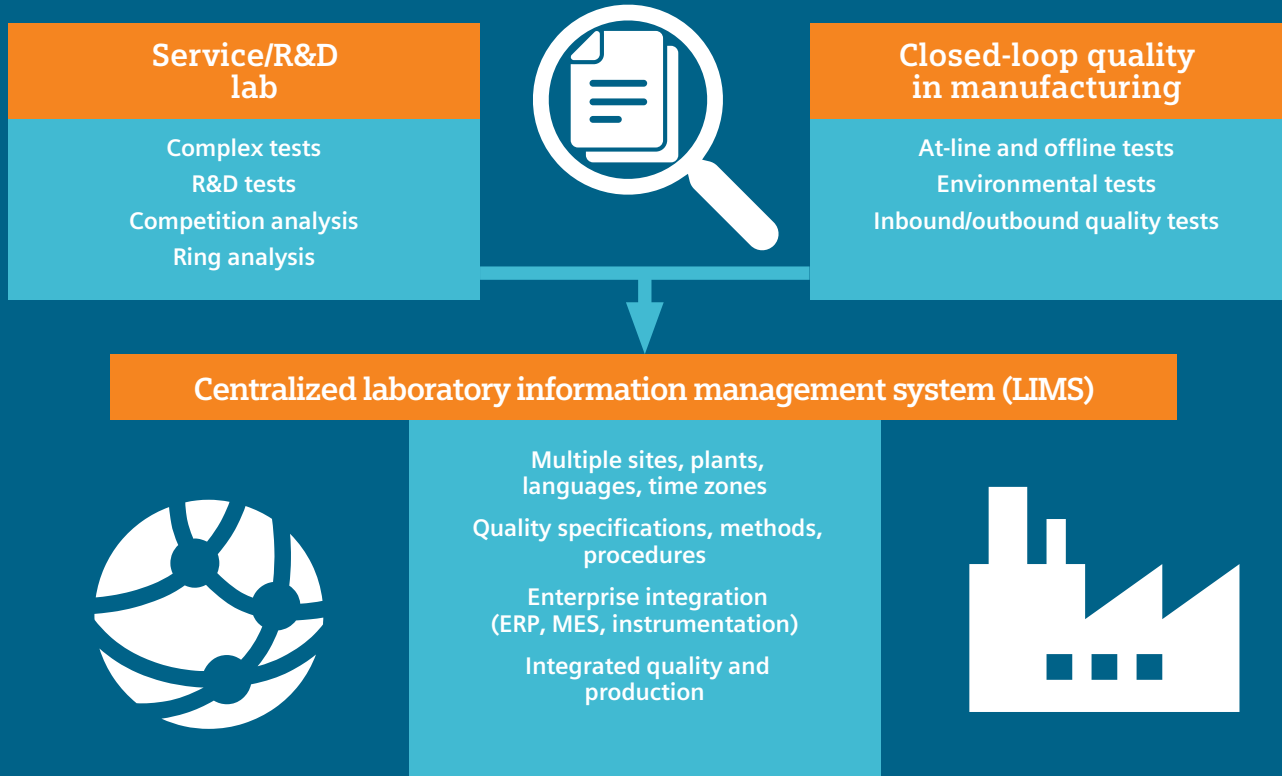 Service/R&D
lab
Complex tests
R&D tests
Competition analysis
Ring analysis
Closed-loop quality
in manufacturing
At-line and offline tests
Environmental tests
Inbound/outbound quality tests
Centralized laboratory information management system (LIMS)
Multiple sites, plants,
languages, time zones
Quality specifications, methods,
procedures
Enterprise integration
(ERP, MES, instrumentation)
Integrated quality and
production